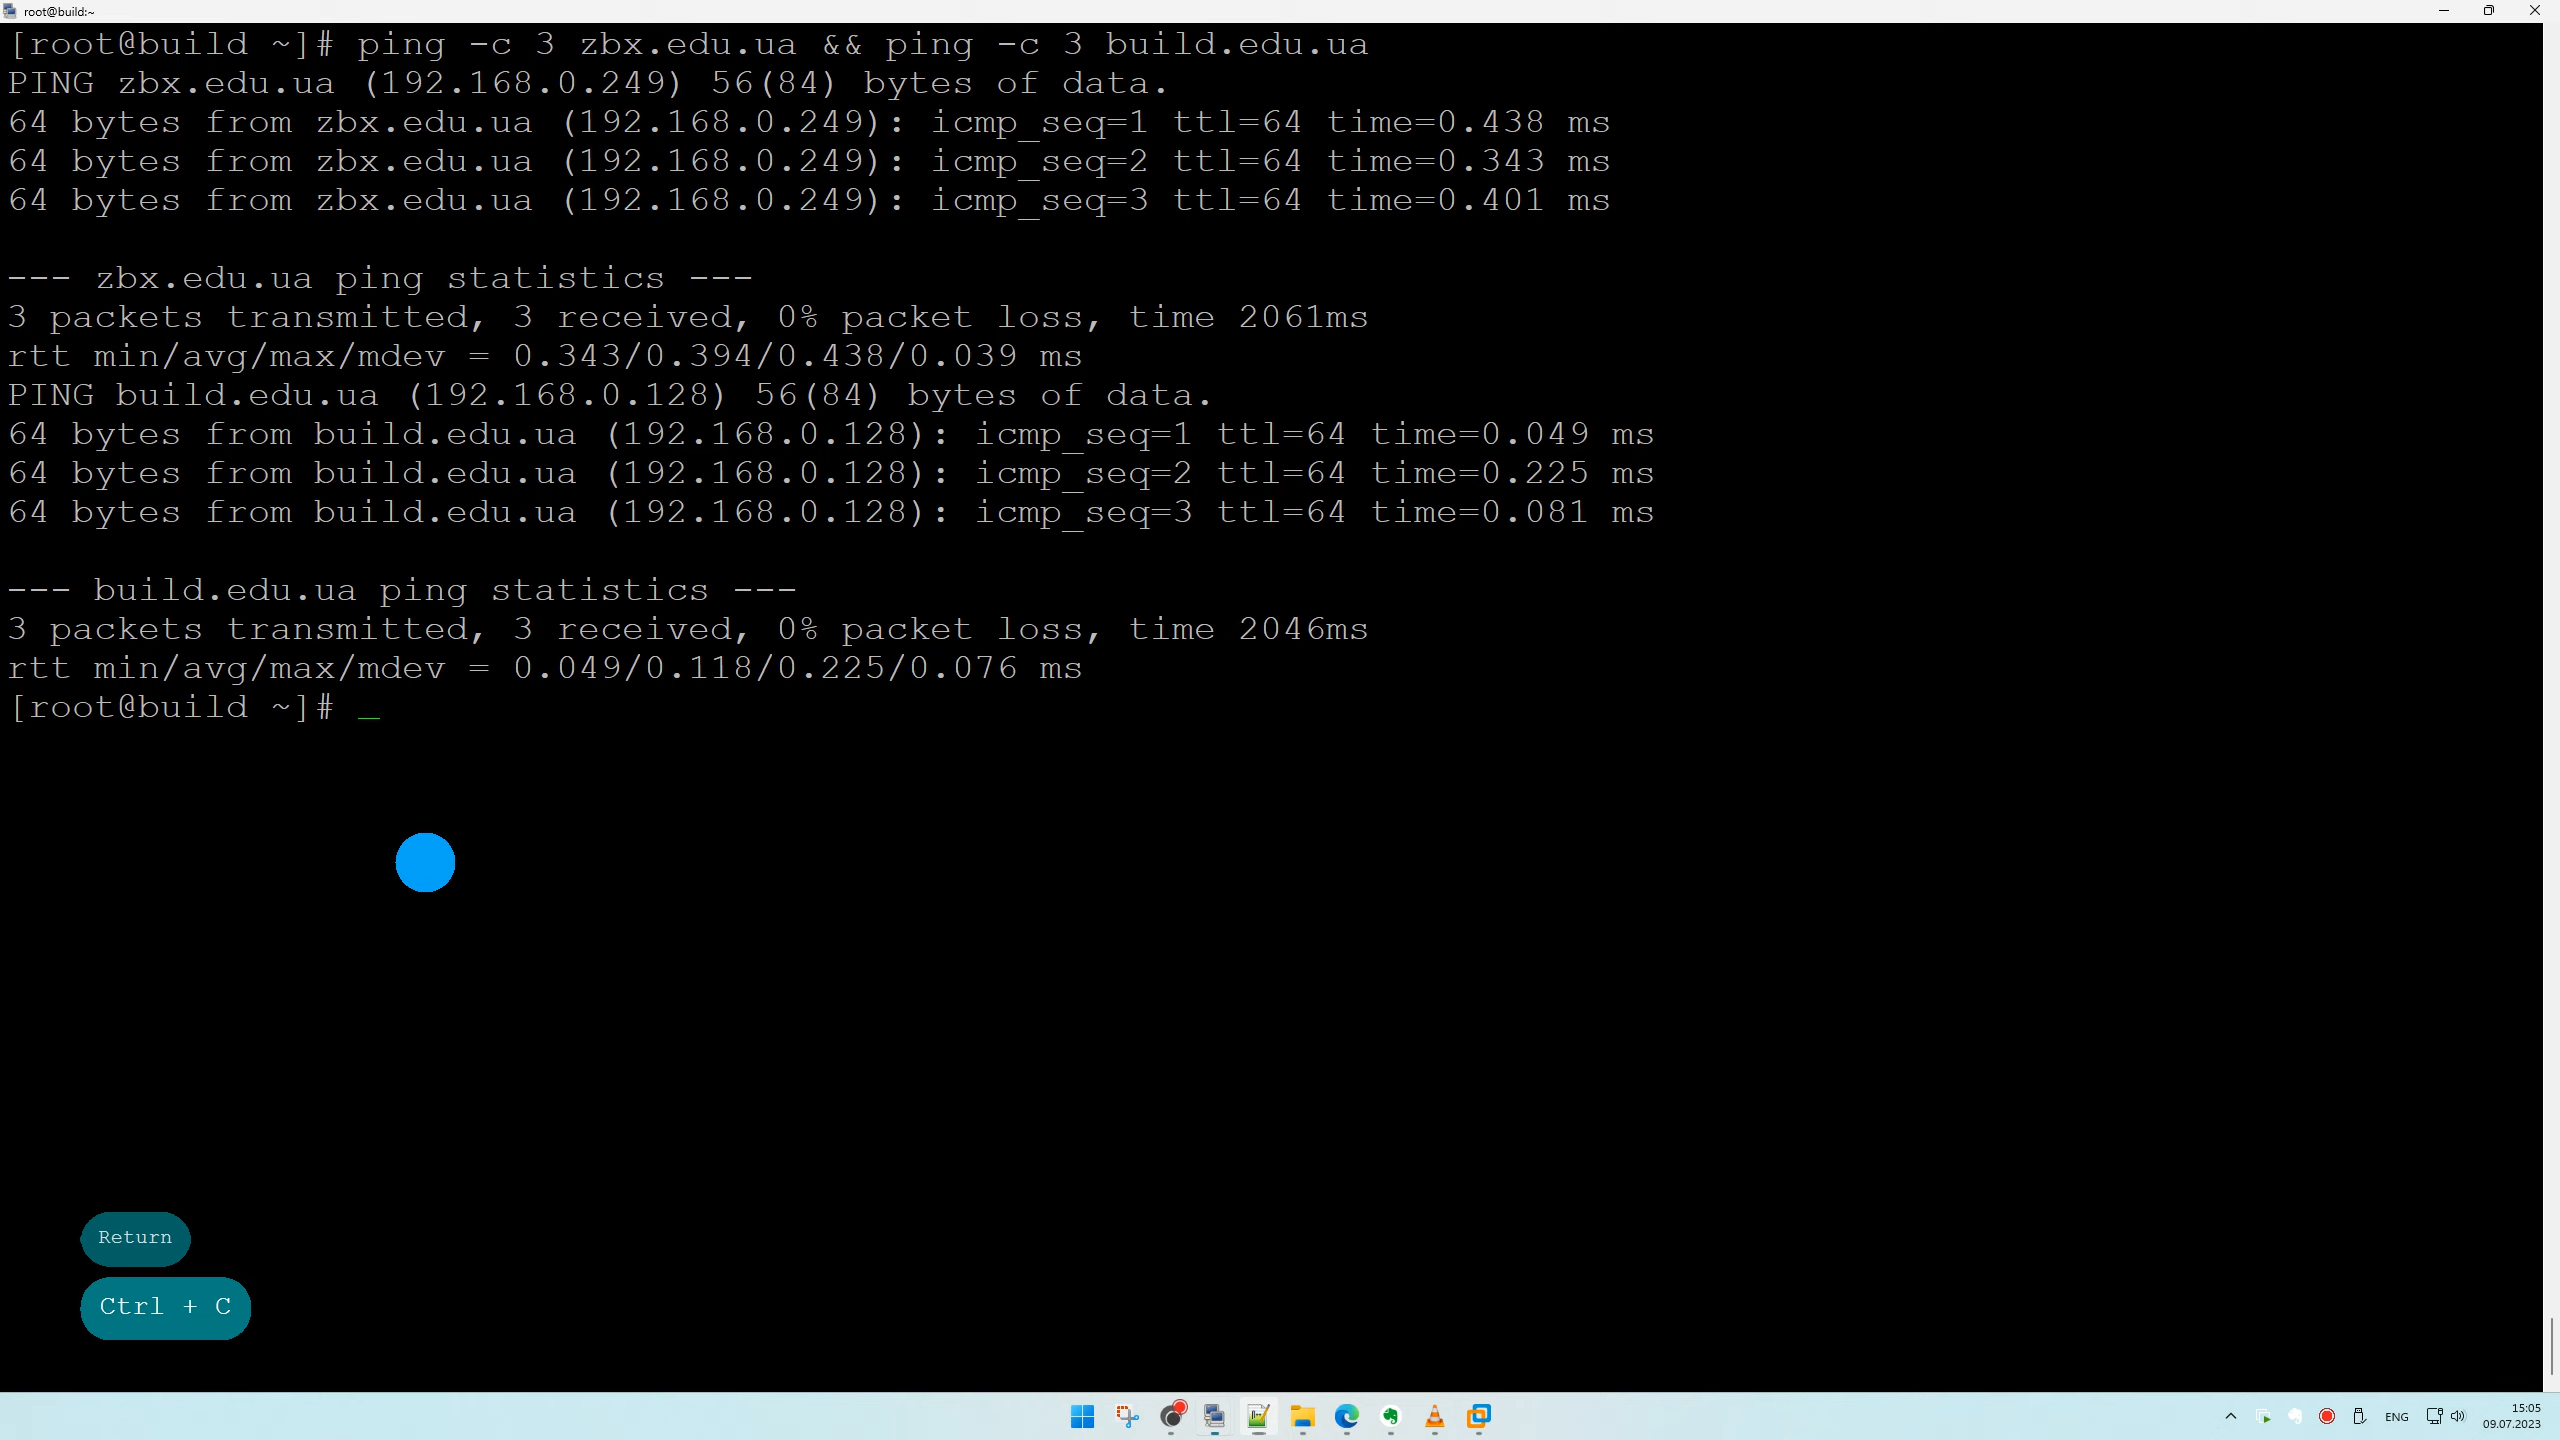 root@build:~
[root@build ~]# ping -c 3 zbx.edu.ua && ping -c 3 build.edu.ua
PING zbx.edu.ua (192.168.0.249) 56(84) bytes of data.
64 bytes from zbx.edu.ua (192.168.0.249): icmp_seq=1 ttl=64 time=0.438 ms
64 bytes from zbx.edu.ua (192.168.0.249): icmp_seq=2 ttl=64 time=0.343 ms
64 bytes from zbx.edu.ua (192.168.0.249): icmp_seq=3 ttl=64 time=0.401 ms
--- zbx.edu.ua ping statistics ---
3 packets transmitted, 3 received, 0% packet loss, time 2061ms
rtt min/avg/max/mdev = 0.343/0.394/0.438/0.039 ms
PING build.edu.ua (192.168.0.128) 56(84) bytes of data.
64 bytes from build.edu.ua (192.168.0.128): icmp_seq=1 ttl=64 time=0.049 ms
64 bytes from build.edu.ua (192.168.0.128): icmp_seq=2 ttl=64 time=0.225 ms
64 bytes from build.edu.ua (192.168.0.128): icmp_seq=3 ttl=64 time=0.081 ms
--- build.edu.ua ping statistics ---
3 packets transmitted, 3 received, 0% packet loss, time 2046ms
rtt min/avg/max/mdev = 0.049/0.118/0.225/0.076 ms
[root@build ~]# _
Return
Ctrl + C
ENG
15:05
09.07.2023